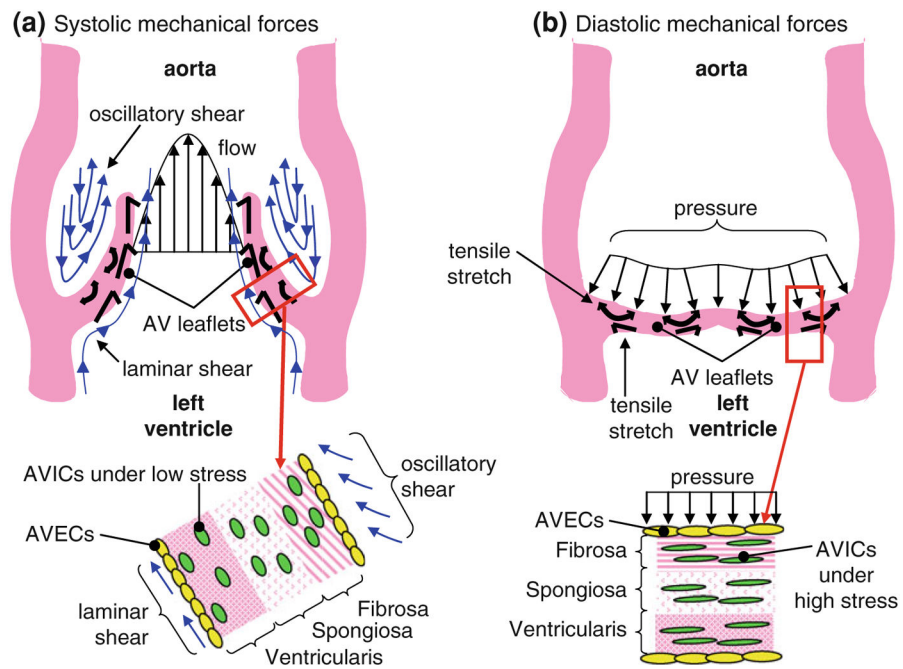 (a) Systolic mechanical forces
aorta
oscillatory shear
flow
AV leaflets
laminar shear
left
ventricle
AVICs under low stress
AVECs
oscillatory
shear
laminar
shear
Fibrosa
Spongiosa
Ventricularis
(b) Diastolic mechanical forces
aorta
pressure
tensile
stretch
AV leaflets
tensile
stretch
left
ventricle
pressure
AVECs
Fibrosa
Spongiosa
Ventricularis
AVICs
under
high stress